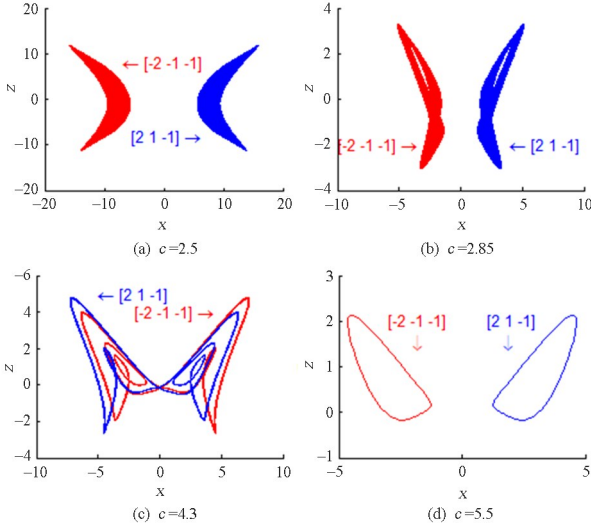 20
10
0
−10
−20
z
← [-2 -1 -1]
[2 1 -1] →
−20
−10
0
10
20
x
(a) c=2.5
4
2
0
−2
−4
z
[-2 -1 -1] →
← [2 1 -1]
−10
−5
0
5
10
x
(b) c=2.85
−6
4
2
0
−2
−4
z
← [2 1 -1]
[-2 -1 -1] →
−10
−5
0
5
10
x
(c) c=4.3
3
2
1
0
−1
z
[-2 -1 -1]
↓
[2 1 -1]
↓
−5
0
5
x
(d) c=5.5